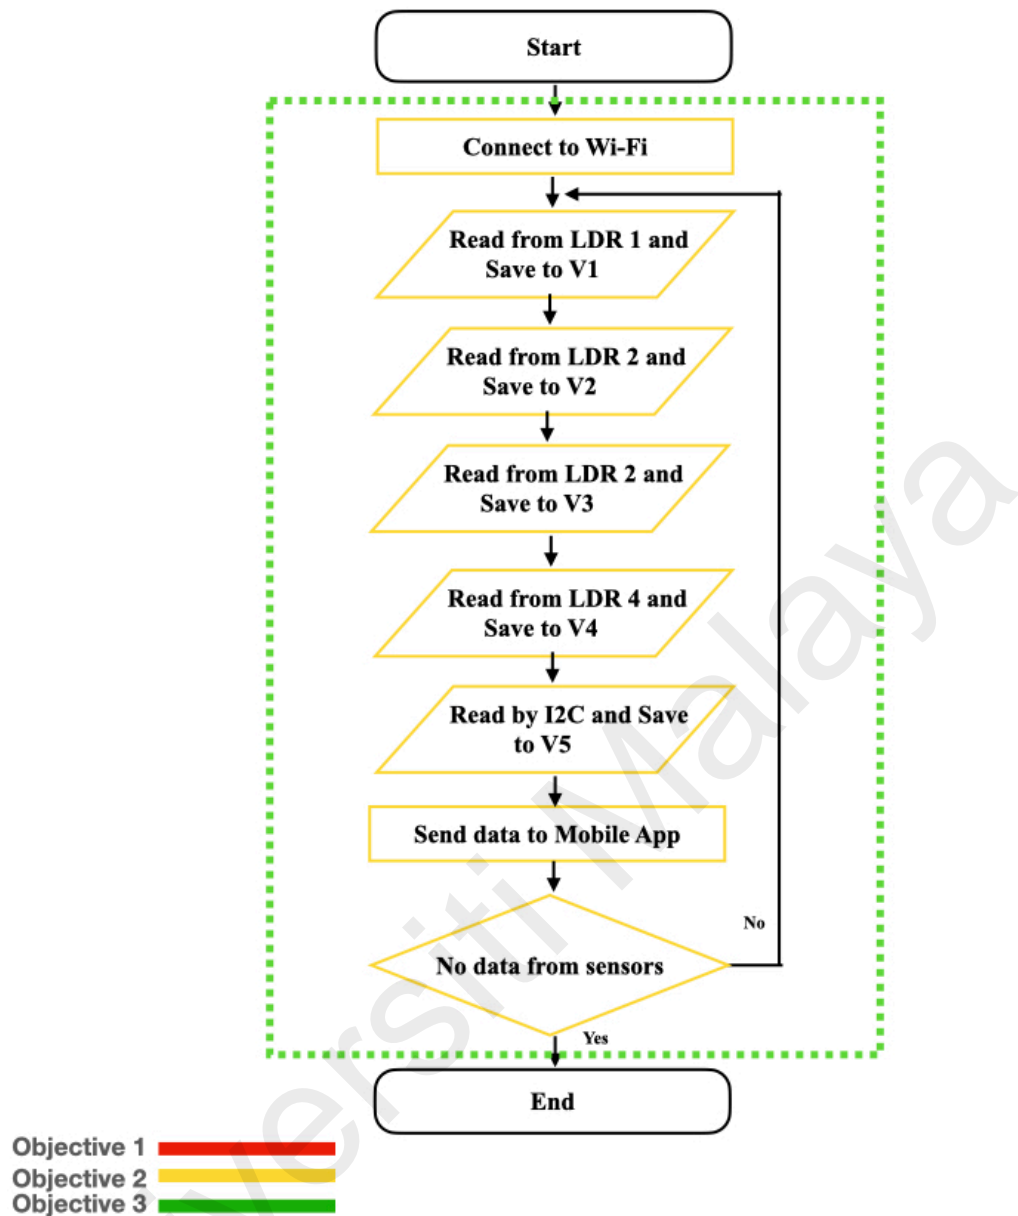 Start
Connect to Wi-Fi
Read from LDR 1 and
Save to V1
Read from LDR 2 and
Save to V2
Read from LDR 2 and
Save to V3
Read from LDR 4 and
Save to V4
Read by I2C and Save
to V5
Send data to Mobile App
No data from sensors
No
Yes
End
Objective 1
Objective 2
Objective 3
versiti Malaya